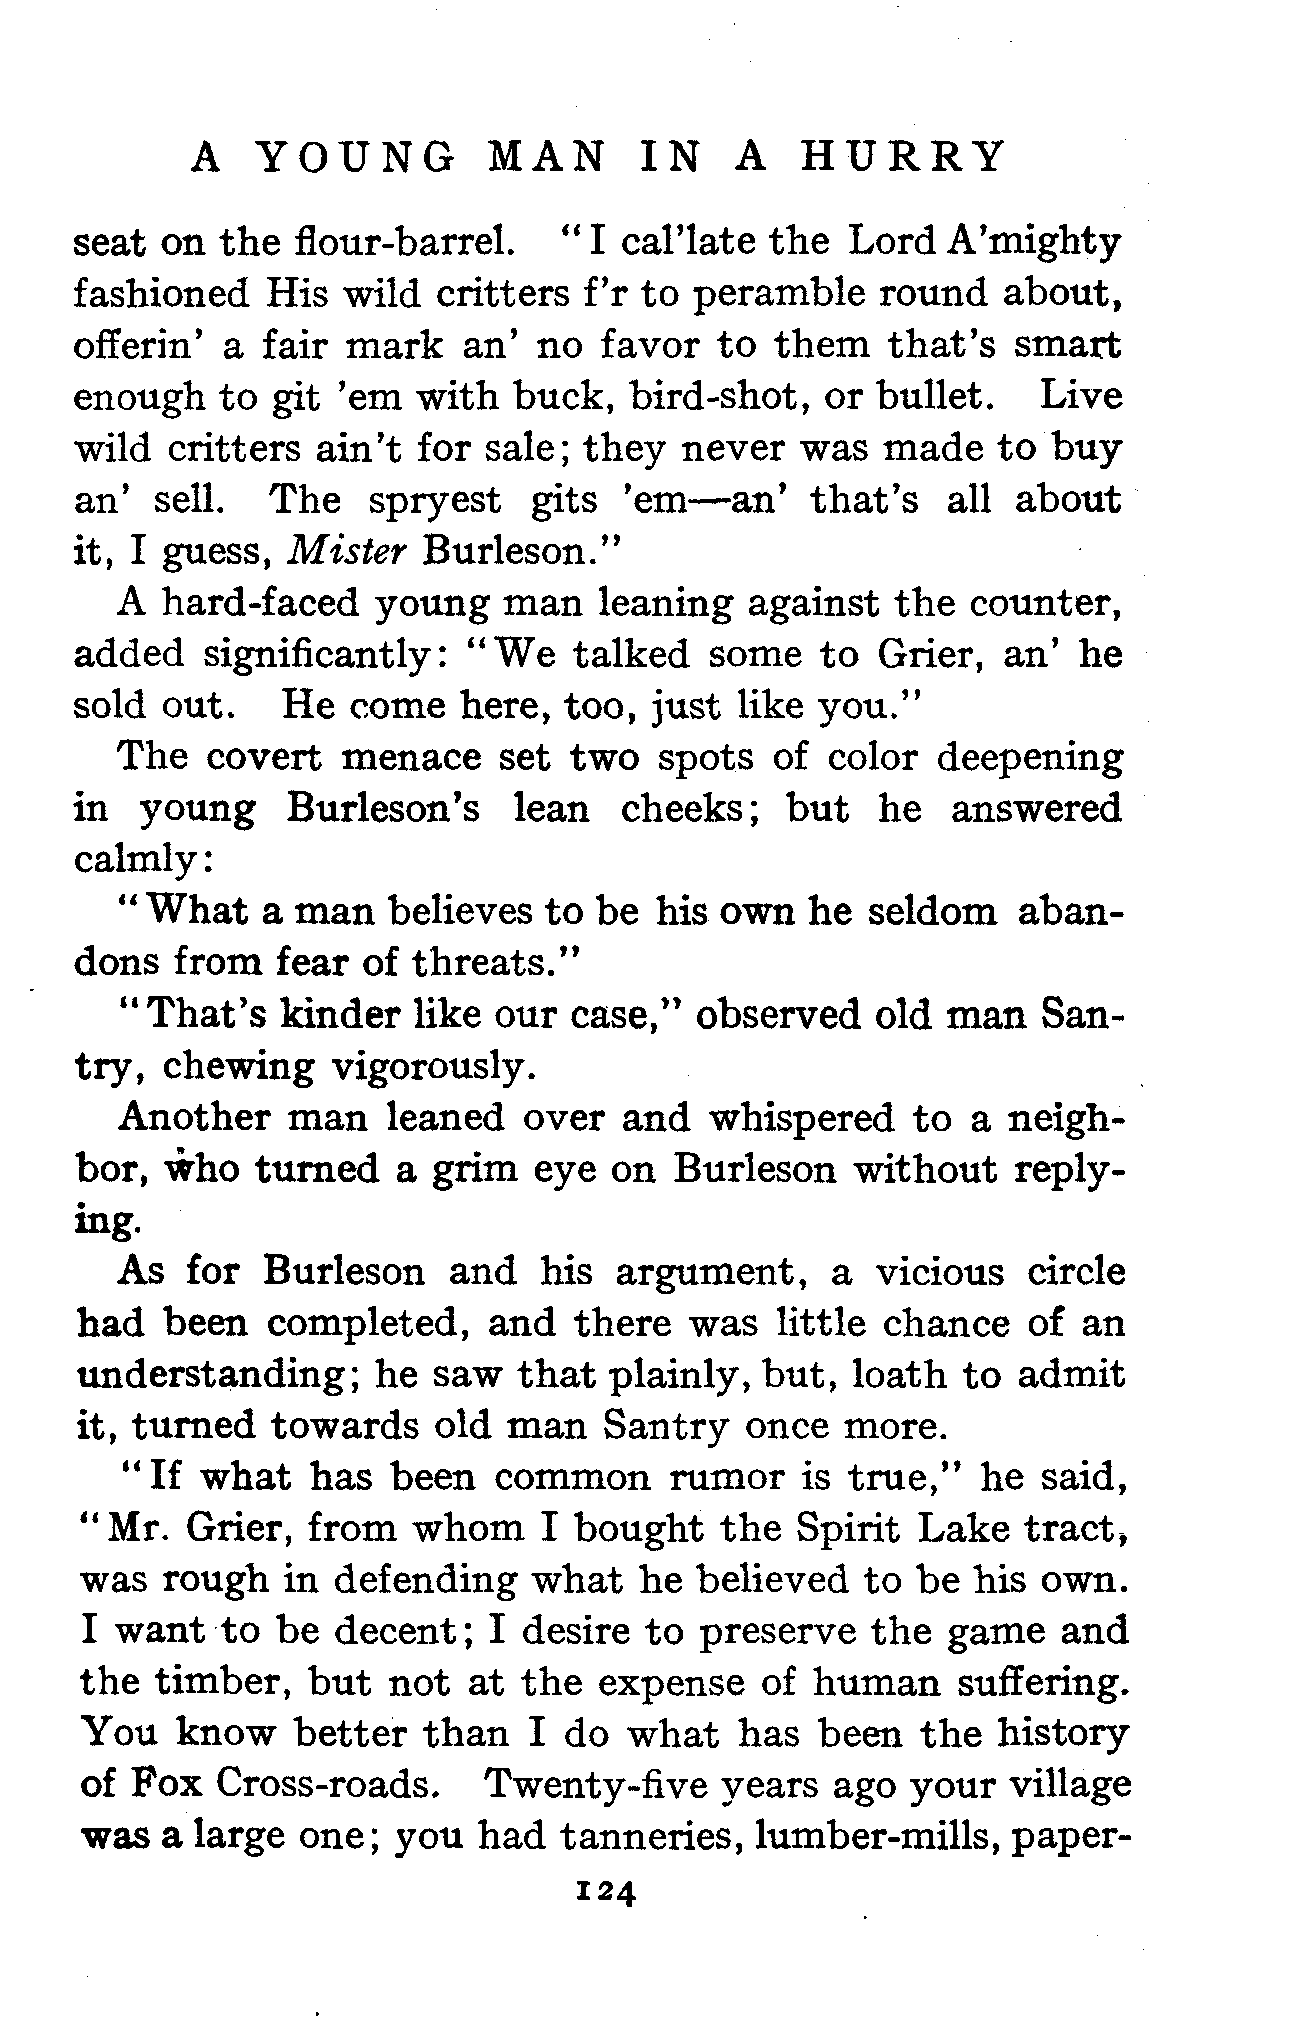 A YOUNG MAN IN A HURRY
seat on the flour-barrel. "I cal'late the Lord A'mighty
fashioned His wild critters f'r to peramble round about,
offerin' a fair mark an' no favor to them that's smart
enough to git 'em with buck, bird-shot, or bullet. Live
wild critters ain't for sale; they never was made to buy
an' sell. The spryest gits 'em—an' that's all about
it, I guess, Mister Burleson."
A hard-faced young man leaning against the counter,
added significantly: "We talked some to Grier, an' he
sold out. He come here, too, just like you."
The covert menace set two spots of color deepening
in young Burleson's lean cheeks; but he answered
calmly:
"What a man believes to be his own he seldom aban-
dons from fear of threats."
"That's kinder like our case," observed old man San-
try, chewing vigorously.
Another man leaned over and whispered to a neigh-
bor, who turned a grim eye on Burleson without reply-
ing.
As for Burleson and his argument, a vicious circle
had been completed, and there was little chance of an
understanding; he saw that plainly, but, loath to admit
it, turned towards old man Santry once more.
"If what has been common rumor is true," he said,
"Mr. Grier, from whom I bought the Spirit Lake tract,
was rough in defending what he believed to be his own.
I want to be decent; I desire to preserve the game and
the timber, but not at the expense of human suffering.
You know better than I do what has been the history
of Fox Cross-roads. Twenty-five years ago your village
was a large one; you had tanneries, lumber-mills, paper-
124